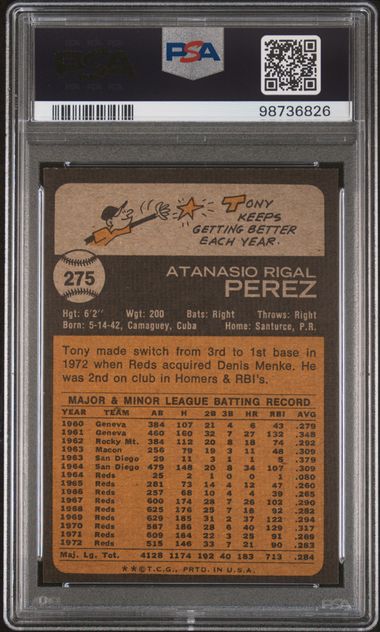 PSA
PSA
98736826
TONY
KEEPS
GETTING BETTER
EACH YEAR.
275
ATANASIO RIGAL
PEREZ
Hgt: 6'2" Wgt: 200 Bats: Right Throws: Right
Born: 5-14-42, Camaguey, Cuba Home: Santurce, P.R.
Tony made switch from 3rd to 1st base in
1972 when Reds acquired Denis Menke. He
was 2nd on club in Homers & RBI's.
MAJOR & MINOR LEAGUE BATTING RECORD
YEAR TEAM AB H 2B 3B HR RBI AVG
1960 Geneva 384 107 21 4 6 43 .279
1961 Geneva 460 160 32 7 27 132 .348
1962 Rocky Mt. 384 112 20 8 18 74 .292
1963 Macon 256 79 19 3 11 48 .309
1963 San Diego 29 11 3 1 1 5 .379
1964 San Diego 479 148 20 8 34 107 .309
1964 Reds 25 2 1 0 0 1 .080
1965 Reds 281 73 14 4 12 47 .260
1966 Reds 257 68 10 4 4 39 .265
1967 Reds 600 174 28 7 26 102 .290
1968 Reds 625 176 25 7 18 92 .282
1969 Reds 629 185 31 2 37 122 .294
1970 Reds 587 186 28 6 40 129 .317
1971 Reds 609 164 22 3 25 91 .269
1972 Reds 515 146 33 7 21 90 .283
Maj. Lg. Tot. 4128 1174 192 40 183 713 .284
**©T.C.G., PRTD. IN U.S.A.